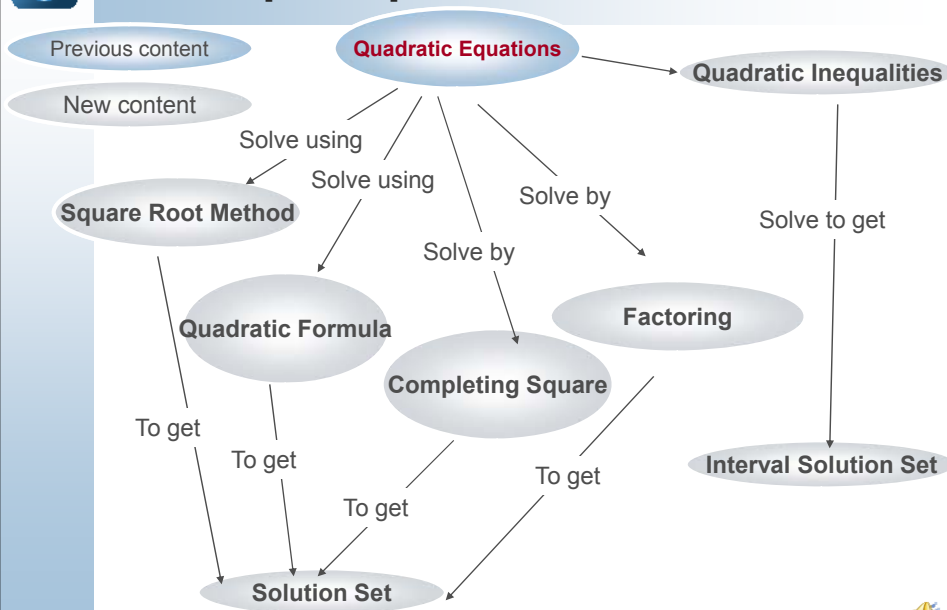 Previous content
Quadratic Equations
Quadratic Inequalities
New content
Solve using
Solve using
Solve by
Square Root Method
Solve to get
Solve by
Quadratic Formula
Factoring
Completing Square
To get
To get
Interval Solution Set
To get
To get
Solution Set